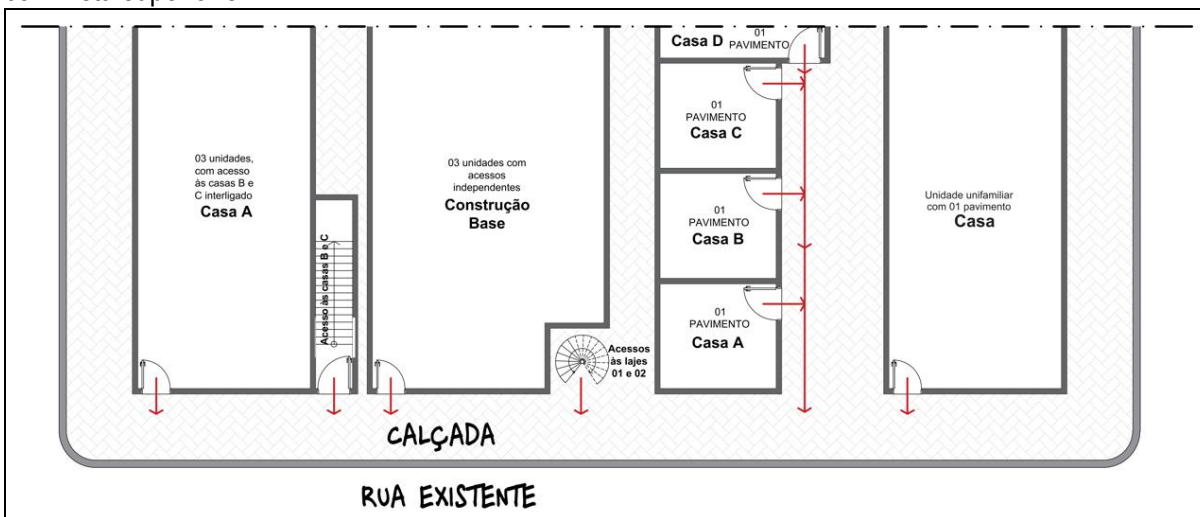 01
Casa D PAVIMENTO
01
PAVIMENTO
Casa C
03 unidades,
com acesso
às casas B e
C interligado
Casa A
Acesso às casas B e C
03 unidades com
acessos
independentes
Construção
Base
Acessos
às lajes
01 e 02
01
PAVIMENTO
Casa B
01
PAVIMENTO
Casa A
Unidade unifamiliar
com 01 pavimento
Casa
CALÇADA
RUA EXISTENTE